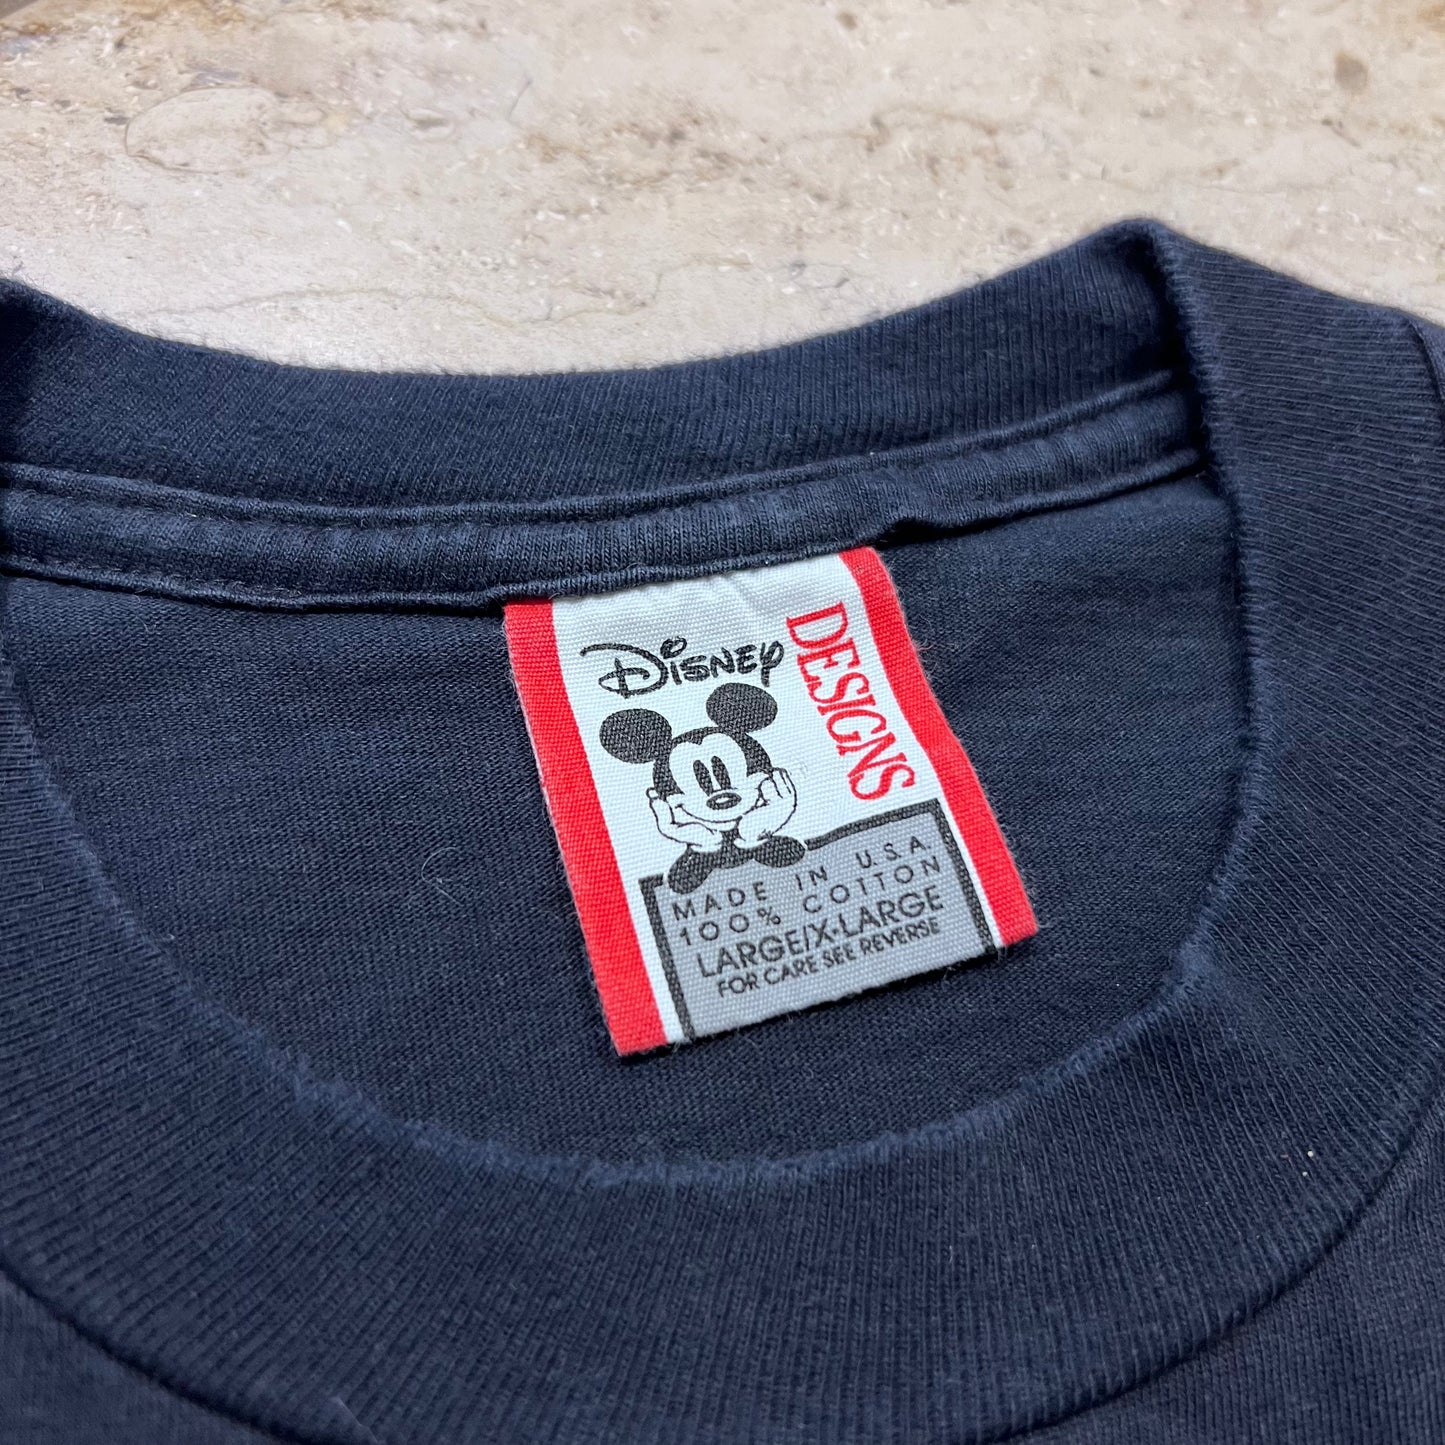 Disney
DESIGNS
MADE IN U.S.A.
100% COTTON
LARGE/X-LARGE
FOR CARE SEE REVERSE